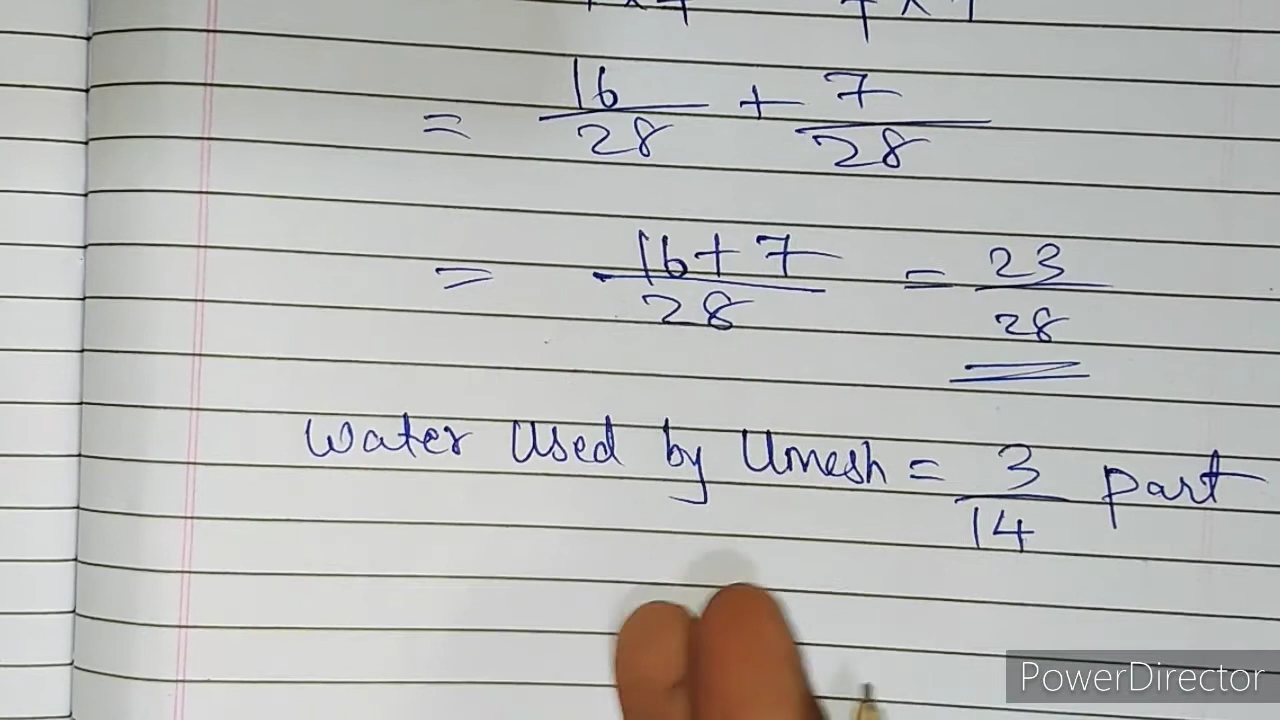 = 16/28 + 7/28
= 16+7/28 = 23/28
Water Used by Umesh = 3/14 part
PowerDirector